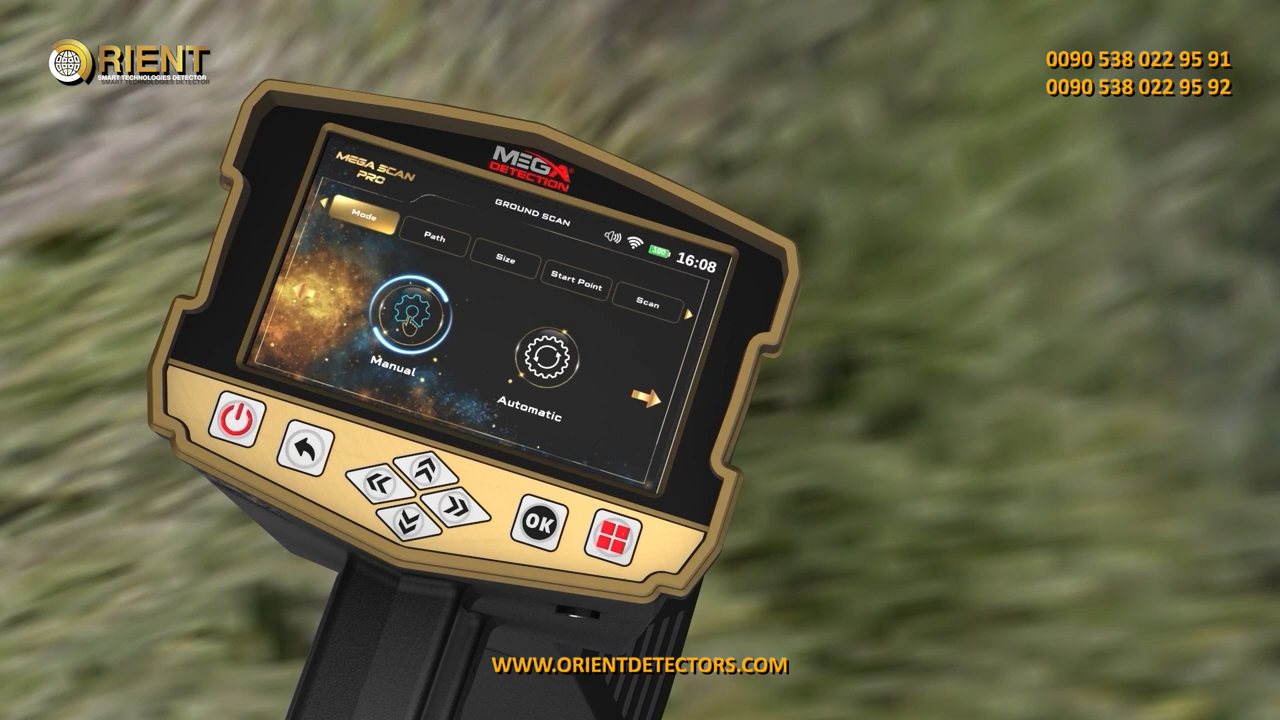 ORIENT
SMART TECHNOLOGIES DETECTOR
0090 538 022 95 91
0090 538 022 95 92
MEGA DETECTION
MEGA SCAN PRO
GROUND SCAN
100
16:08
Mode
Path
Size
Start Point
Scan
Manual
Automatic
OK
WWW.ORIENTDETECTORS.COM